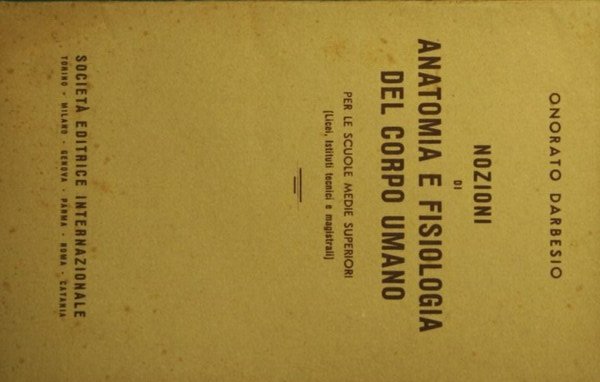 ONORATO DARBESIO
NOZIONI
DI
ANATOMIA E FISIOLOGIA
DEL CORPO UMANO
PER LE SCUOLE MEDIE SUPERIORI
(Licei, Istituti tecnici e magistrali)
SOCIETÀ EDITRICE INTERNAZIONALE
TORINO - MILANO - GENOVA - PARMA - ROMA - CATANIA